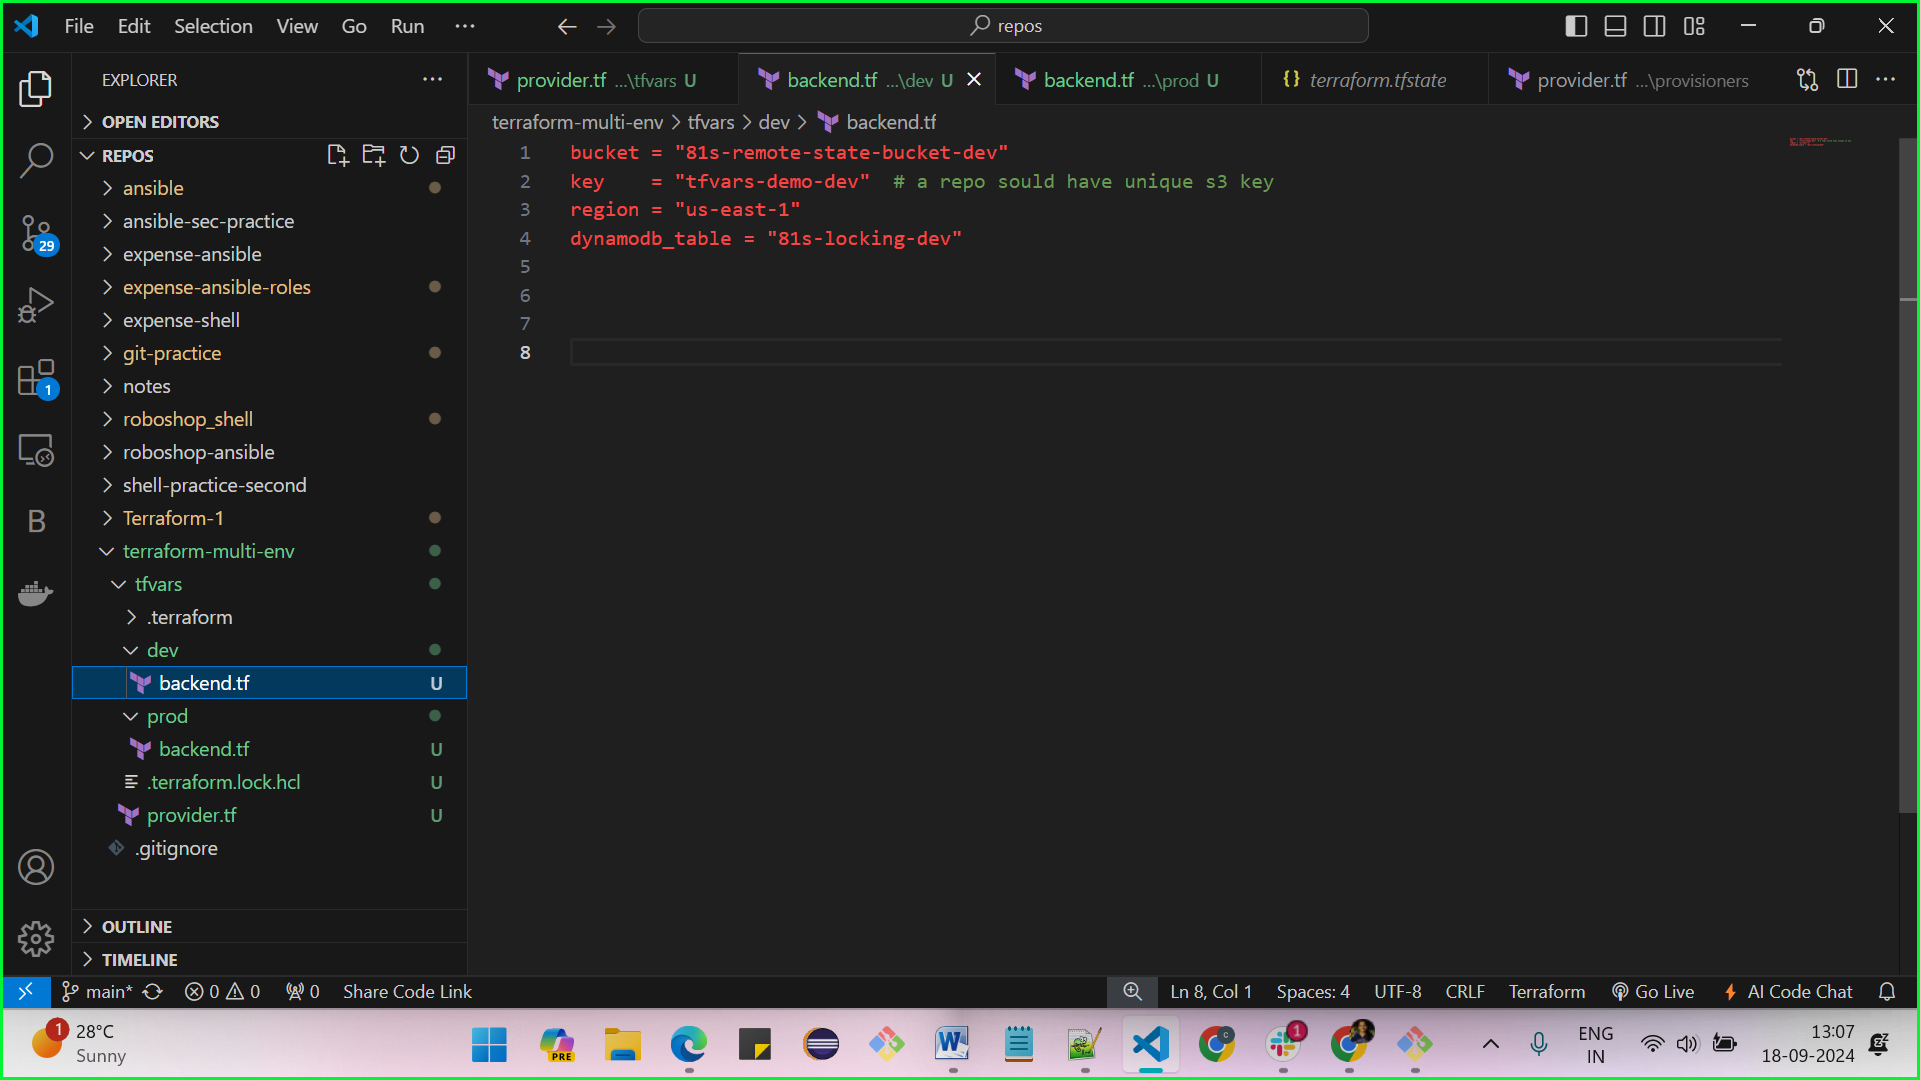 File Edit Selection View Go Run ···
repos
EXPLORER
OPEN EDITORS
REPOS
ansible
ansible-sec-practice
expense-ansible
expense-ansible-roles
expense-shell
git-practice
notes
roboshop_shell
roboshop-ansible
shell-practice-second
Terraform-1
terraform-multi-env
tfvars
.terraform
dev
backend.tf U
prod
backend.tf U
.terraform.lock.hcl U
provider.tf U
.gitignore
OUTLINE
TIMELINE
29
1
B
provider.tf ...\tfvars U
backend.tf ...\dev U
backend.tf ...\prod U
{} terraform.tfstate
provider.tf ...\provisioners
terraform-multi-env > tfvars > dev > backend.tf
1 bucket = "81s-remote-state-bucket-dev"
2 key    = "tfvars-demo-dev"  # a repo sould have unique s3 key
3 region = "us-east-1"
4 dynamodb_table = "81s-locking-dev"
5
6
7
8
main* 0 0 0 Share Code Link
Ln 8, Col 1 Spaces: 4 UTF-8 CRLF Terraform Go Live AI Code Chat
1
28°C
Sunny
PRE
W
C
1
ENG
IN
13:07
18-09-2024